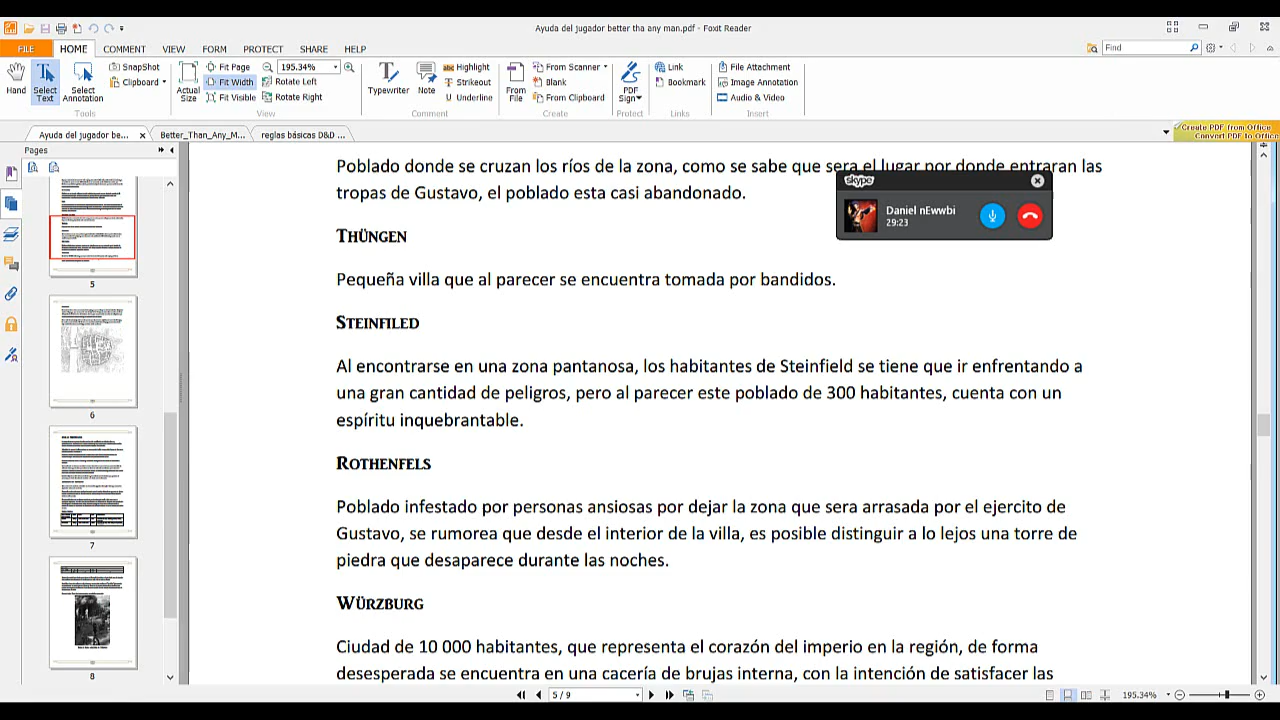 Ayuda del jugador better tha any man.pdf - Foxit Reader
FILE HOME COMMENT VIEW FORM PROTECT SHARE HELP
Find
Hand
Select Text
Select Annotation
SnapShot
Clipboard
Tools
Actual Size
Fit Page
Fit Width
Fit Visible
195.34%
Rotate Left
Rotate Right
View
Typewriter
Note
Highlight
Strikeout
Underline
Comment
From File
From Scanner
Blank
From Clipboard
Create
PDF Sign
Protect
Link
Bookmark
Links
File Attachment
Image Annotation
Audio & Video
Insert
Ayuda del jugador be...
Better_Than_Any_M...
reglas básicas D&D ...
Create PDF from Office
Convert PDF to Office
Pages
5
6
7
8
Poblado donde se cruzan los ríos de la zona, como se sabe que sera el lugar por donde entraran las
tropas de Gustavo, el poblado esta casi abandonado.
skype
Daniel nEwwbi
29:23
THÜNGEN
Pequeña villa que al parecer se encuentra tomada por bandidos.
STEINFILED
Al encontrarse en una zona pantanosa, los habitantes de Steinfield se tiene que ir enfrentando a
una gran cantidad de peligros, pero al parecer este poblado de 300 habitantes, cuenta con un
espíritu inquebrantable.
ROTHENFELS
Poblado infestado por personas ansiosas por dejar la zona que sera arrasada por el ejercito de
Gustavo, se rumorea que desde el interior de la villa, es posible distinguir a lo lejos una torre de
piedra que desaparece durante las noches.
WÜRZBURG
Ciudad de 10 000 habitantes, que representa el corazón del imperio en la región, de forma
desesperada se encuentra en una cacería de brujas interna, con la intención de satisfacer las
5 / 9
195.34%